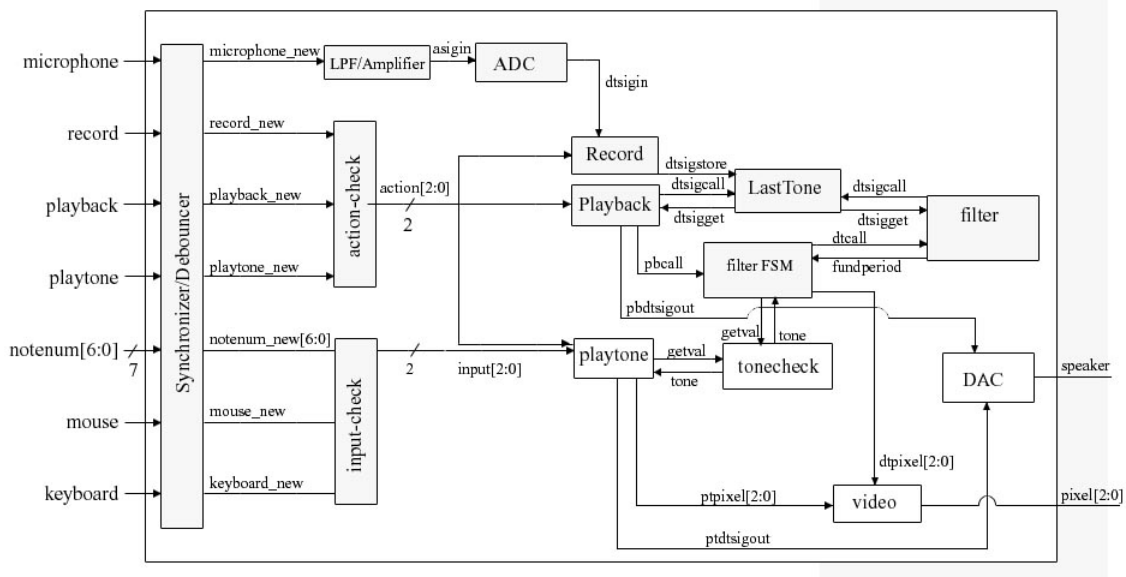 microphone
record
playback
playtone
notenum[6:0]
7
mouse
keyboard
Synchronizer/Debouncer
microphone_new
record_new
playback_new
playtone_new
notenum_new[6:0]
mouse_new
keyboard_new
LPF/Amplifier
asigin
ADC
dtsigin
action-check
action[2:0]
2
input-check
2
input[2:0]
Record
dtsigstore
dtsigcall
Playback
dtsigget
LastTone
dtsigcall
dtsigget
filter
dtcall
fundperiod
pbcall
filter FSM
pbdtsigout
getval
tone
playtone
getval
tone
tonecheck
DAC
speaker
dtpixel[2:0]
ptpixel[2:0]
video
pixel[2:0]
ptdtsigout